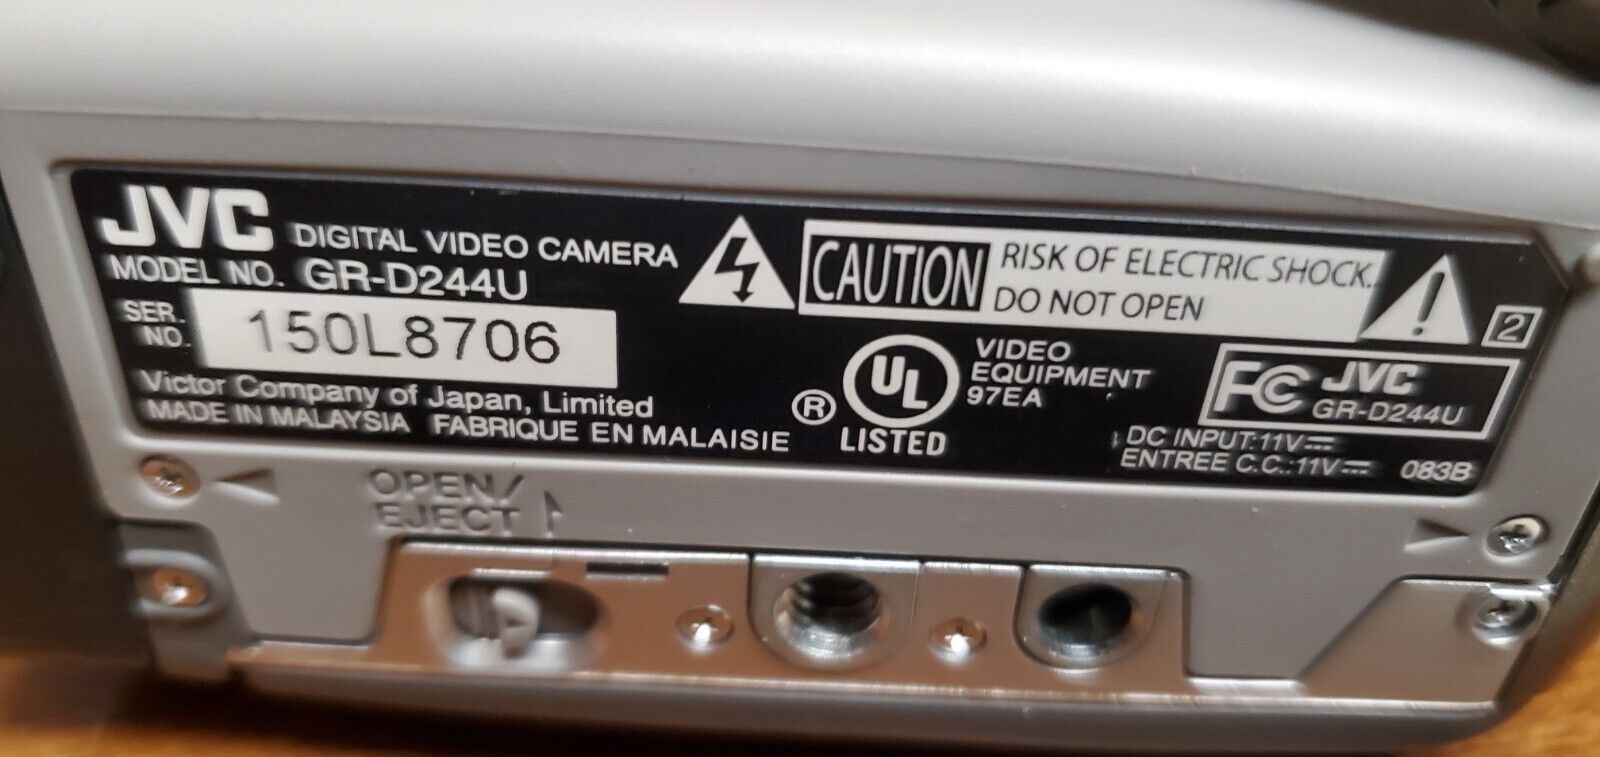 JVC DIGITAL VIDEO CAMERA
MODEL NO. GR-D244U
SER. NO. 150L8706
Victor Company of Japan, Limited
MADE IN MALAYSIA FABRIQUE EN MALAISIE
CAUTION
RISK OF ELECTRIC SHOCK.
DO NOT OPEN
2
® UL LISTED
VIDEO
EQUIPMENT
97EA
FC JVC
GR-D244U
DC INPUT:11V⎓
ENTREE C.C.:11V⎓ 083B
OPEN/
EJECT